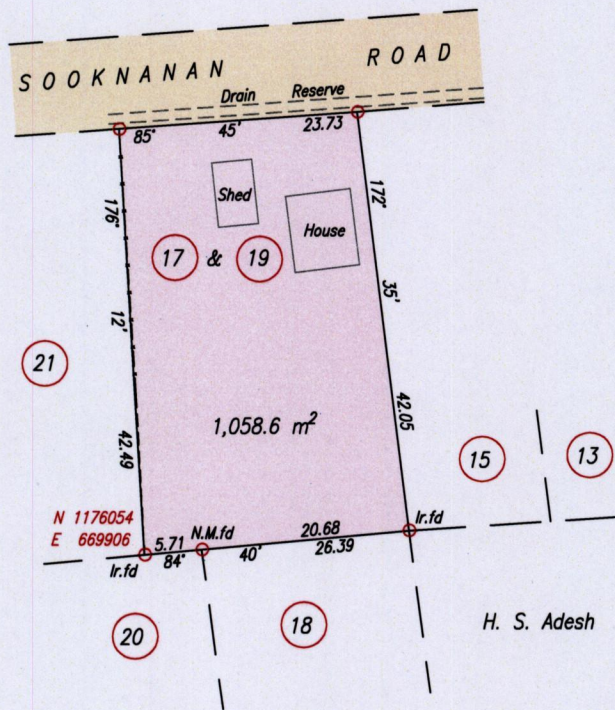 SOOKNANAN ROAD
Drain Reserve
85° 45' 23.73
Shed
House
176° 12' 42.49
172° 35' 42.05
17 & 19
21
1,058.6 m²
15
13
N 1176054
E 669906
Ir.fd
5.71
N.M.fd
20.68
Ir.fd
84° 40' 26.39
20
18
H. S. Adesh